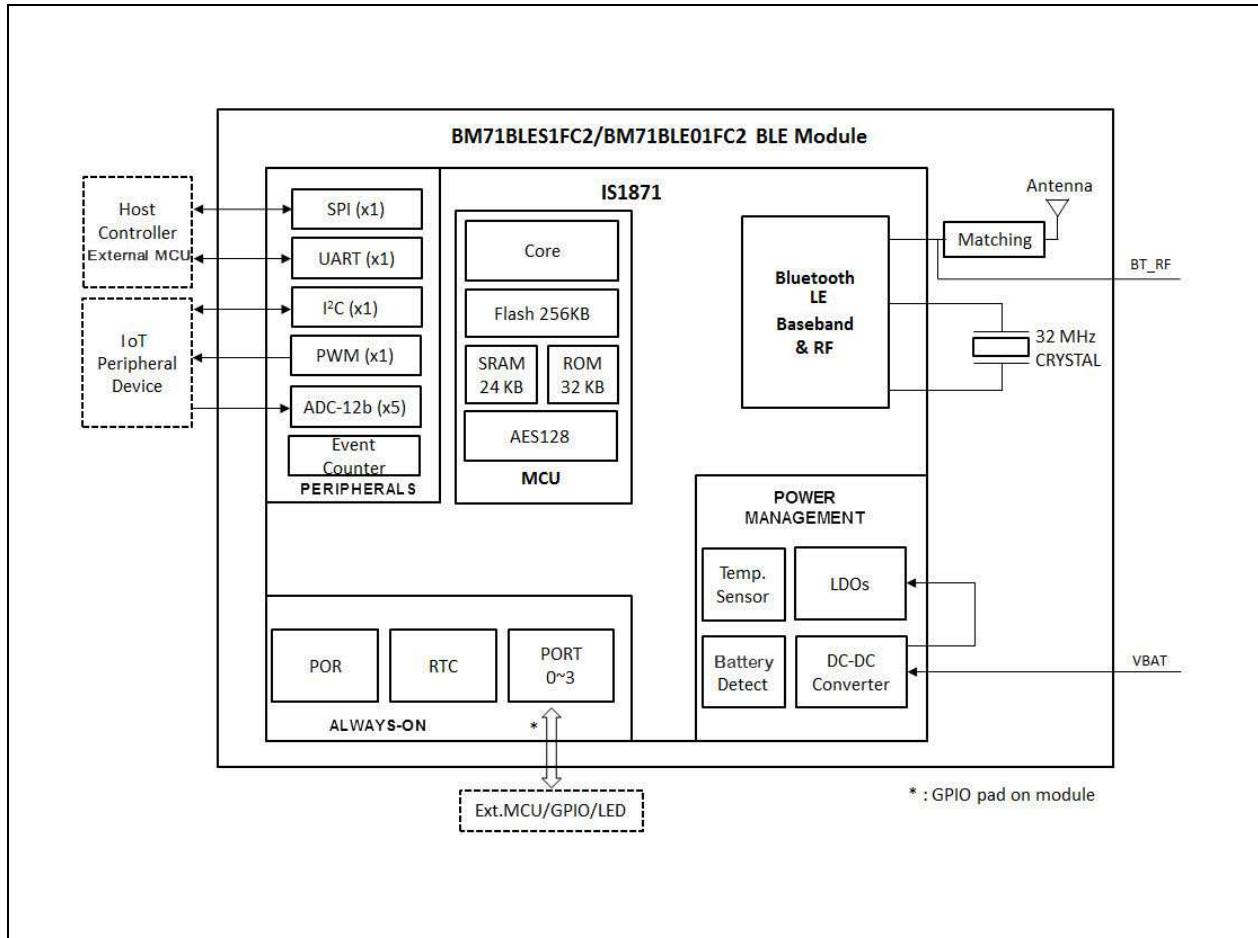 BM71BLES1FC2/BM71BLE01FC2 BLE Module
Host
Controller
External MCU
IoT
Peripheral
Device
SPI (x1)
UART (x1)
I²C (x1)
PWM (x1)
ADC-12b (x5)
Event
Counter
PERIPHERALS
IS1871
Core
Flash 256KB
SRAM
24 KB
ROM
32 KB
AES128
MCU
Bluetooth
LE
Baseband
& RF
Antenna
Matching
BT_RF
32 MHz
CRYSTAL
POWER
MANAGEMENT
Temp.
Sensor
LDOs
Battery
Detect
DC-DC
Converter
VBAT
POR
RTC
PORT
0~3
ALWAYS-ON
*
Ext.MCU/GPIO/LED
* : GPIO pad on module